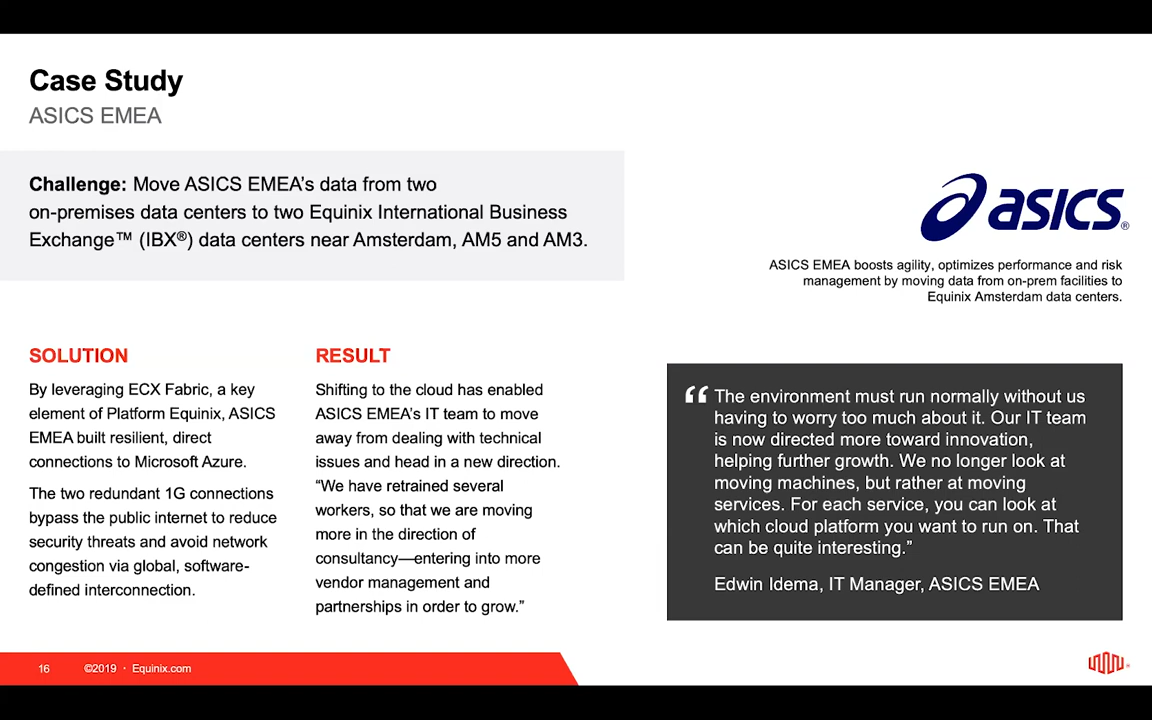 Case Study
ASICS EMEA
Challenge: Move ASICS EMEA's data from two
on-premises data centers to two Equinix International Business
Exchange™ (IBX®) data centers near Amsterdam, AM5 and AM3.
asics®
ASICS EMEA boosts agility, optimizes performance and risk
management by moving data from on-prem facilities to
Equinix Amsterdam data centers.
SOLUTION
By leveraging ECX Fabric, a key
element of Platform Equinix, ASICS
EMEA built resilient, direct
connections to Microsoft Azure.
The two redundant 1G connections
bypass the public internet to reduce
security threats and avoid network
congestion via global, software-
defined interconnection.
RESULT
Shifting to the cloud has enabled
ASICS EMEA's IT team to move
away from dealing with technical
issues and head in a new direction.
“We have retrained several
workers, so that we are moving
more in the direction of
consultancy—entering into more
vendor management and
partnerships in order to grow.”
“The environment must run normally without us
having to worry too much about it. Our IT team
is now directed more toward innovation,
helping further growth. We no longer look at
moving machines, but rather at moving
services. For each service, you can look at
which cloud platform you want to run on. That
can be quite interesting.”
Edwin Idema, IT Manager, ASICS EMEA
16 ©2019 · Equinix.com